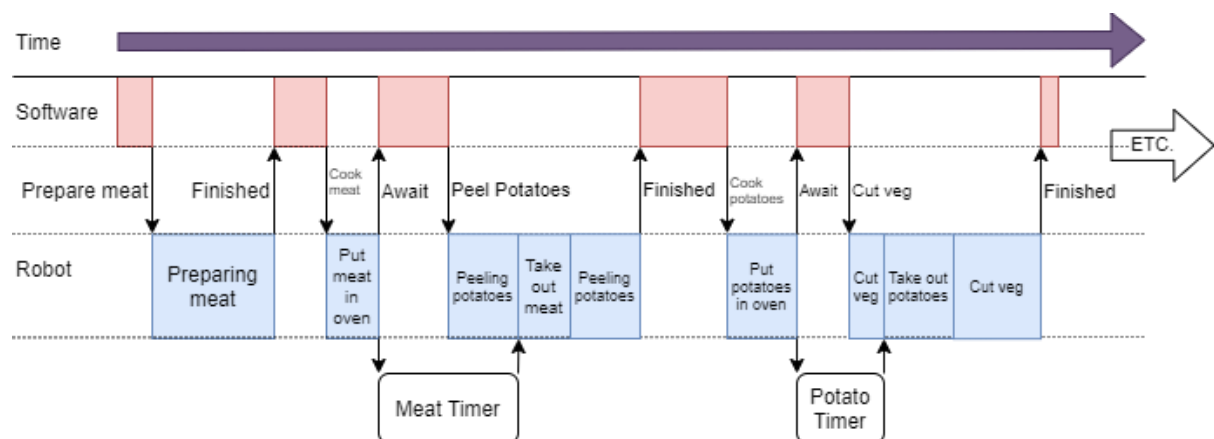 Time
Software
ETC.
Prepare meat
Finished
Cook
meat
Await
Peel Potatoes
Finished
Cook
potatoes
Await
Cut veg
Finished
Robot
Preparing
meat
Put
meat
in
oven
Peeling
potatoes
Take
out
meat
Peeling
potatoes
Put
potatoes
in oven
Cut
veg
Take out
potatoes
Cut veg
Meat Timer
Potato
Timer